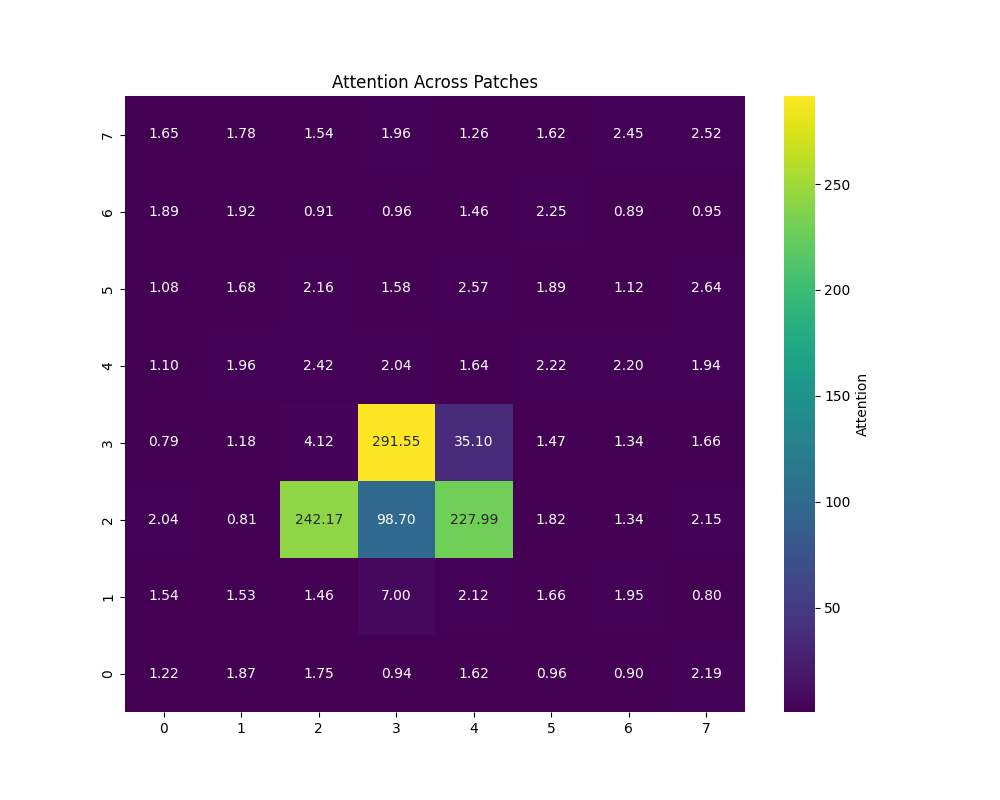 Attention Across Patches
7 1.65 1.78 1.54 1.96 1.26 1.62 2.45 2.52
6 1.89 1.92 0.91 0.96 1.46 2.25 0.89 0.95
5 1.08 1.68 2.16 1.58 2.57 1.89 1.12 2.64
4 1.10 1.96 2.42 2.04 1.64 2.22 2.20 1.94
3 0.79 1.18 4.12 291.55 35.10 1.47 1.34 1.66
2 2.04 0.81 242.17 98.70 227.99 1.82 1.34 2.15
1 1.54 1.53 1.46 7.00 2.12 1.66 1.95 0.80
0 1.22 1.87 1.75 0.94 1.62 0.96 0.90 2.19
0 1 2 3 4 5 6 7
250
200
150
100
50
Attention